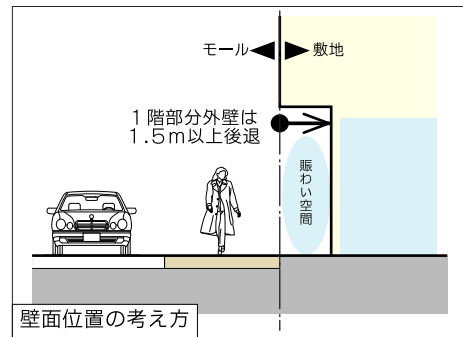 モール◀▶敷地
１階部分外壁は
１.５ｍ以上後退
賑わい空間
壁面位置の考え方